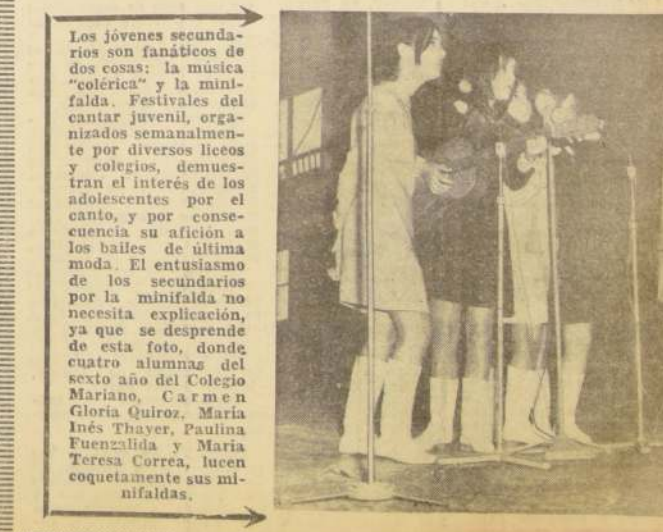 Los jóvenes secunda-
rios son fanáticos de
dos cosas: la música
"colérica" y la mini-
falda. Festivales del
cantar juvenil, orga-
nizados semanalmen-
te por diversos liceos
y colegios, demues-
tran el interés de los
adolescentes por el
canto, y por conse-
cuencia su afición a
los bailes de última
moda. El entusiasmo
de los secundarios
por la minifalda no
necesita explicación,
ya que se desprende
de esta foto, donde
cuatro alumnas del
sexto año del Colegio
Mariano, Carmen
Gloria Quiroz, María
Inés Thayer, Paulina
Fuenzalida y María
Teresa Correa, lucen
coquetamente sus mi-
nifaldas.